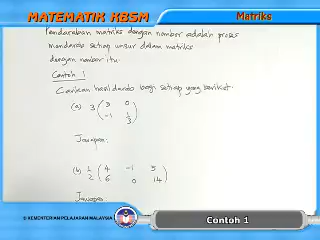 MATEMATIK KBSM
Matriks
Pendaraban matriks dengan nombor adalah proses
mendarab setiap unsur dalam matriks
dengan nombor itu.
Contoh 1
Carikan hasil darab bagi setiap yang berikut.
(a) 3 ( 3 0
-1 1/3 )
Jawapan:
(b) 1/2 ( 4 -1 5
6 0 14 )
Jawapan:
© KEMENTERIAN PELAJARAN MALAYSIA
Contoh 1